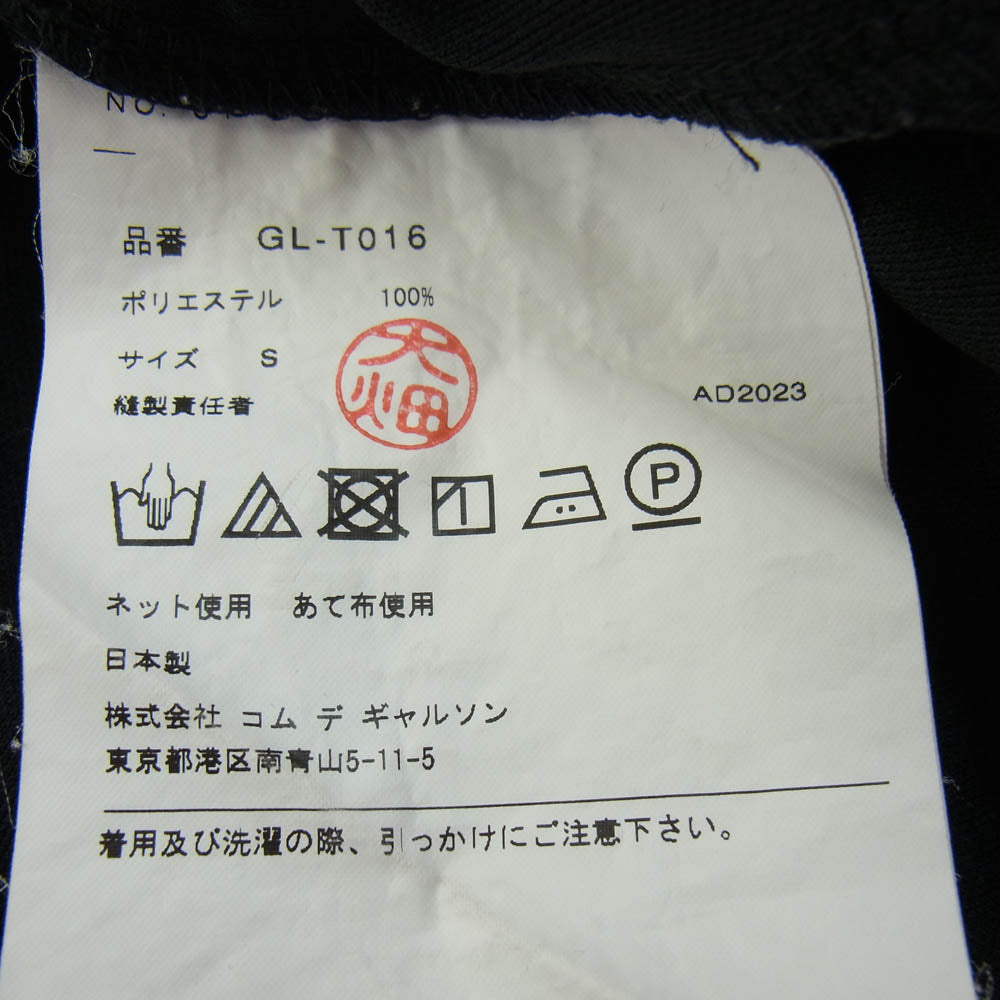 NO.
品番 GL-T016
ポリエステル 100%
サイズ S
大畑
縫製責任者
AD2023
P
ネット使用 あて布使用
日本製
株式会社 コム デ ギャルソン
東京都港区南青山5-11-5
着用及び洗濯の際、引っかけにご注意下さい。